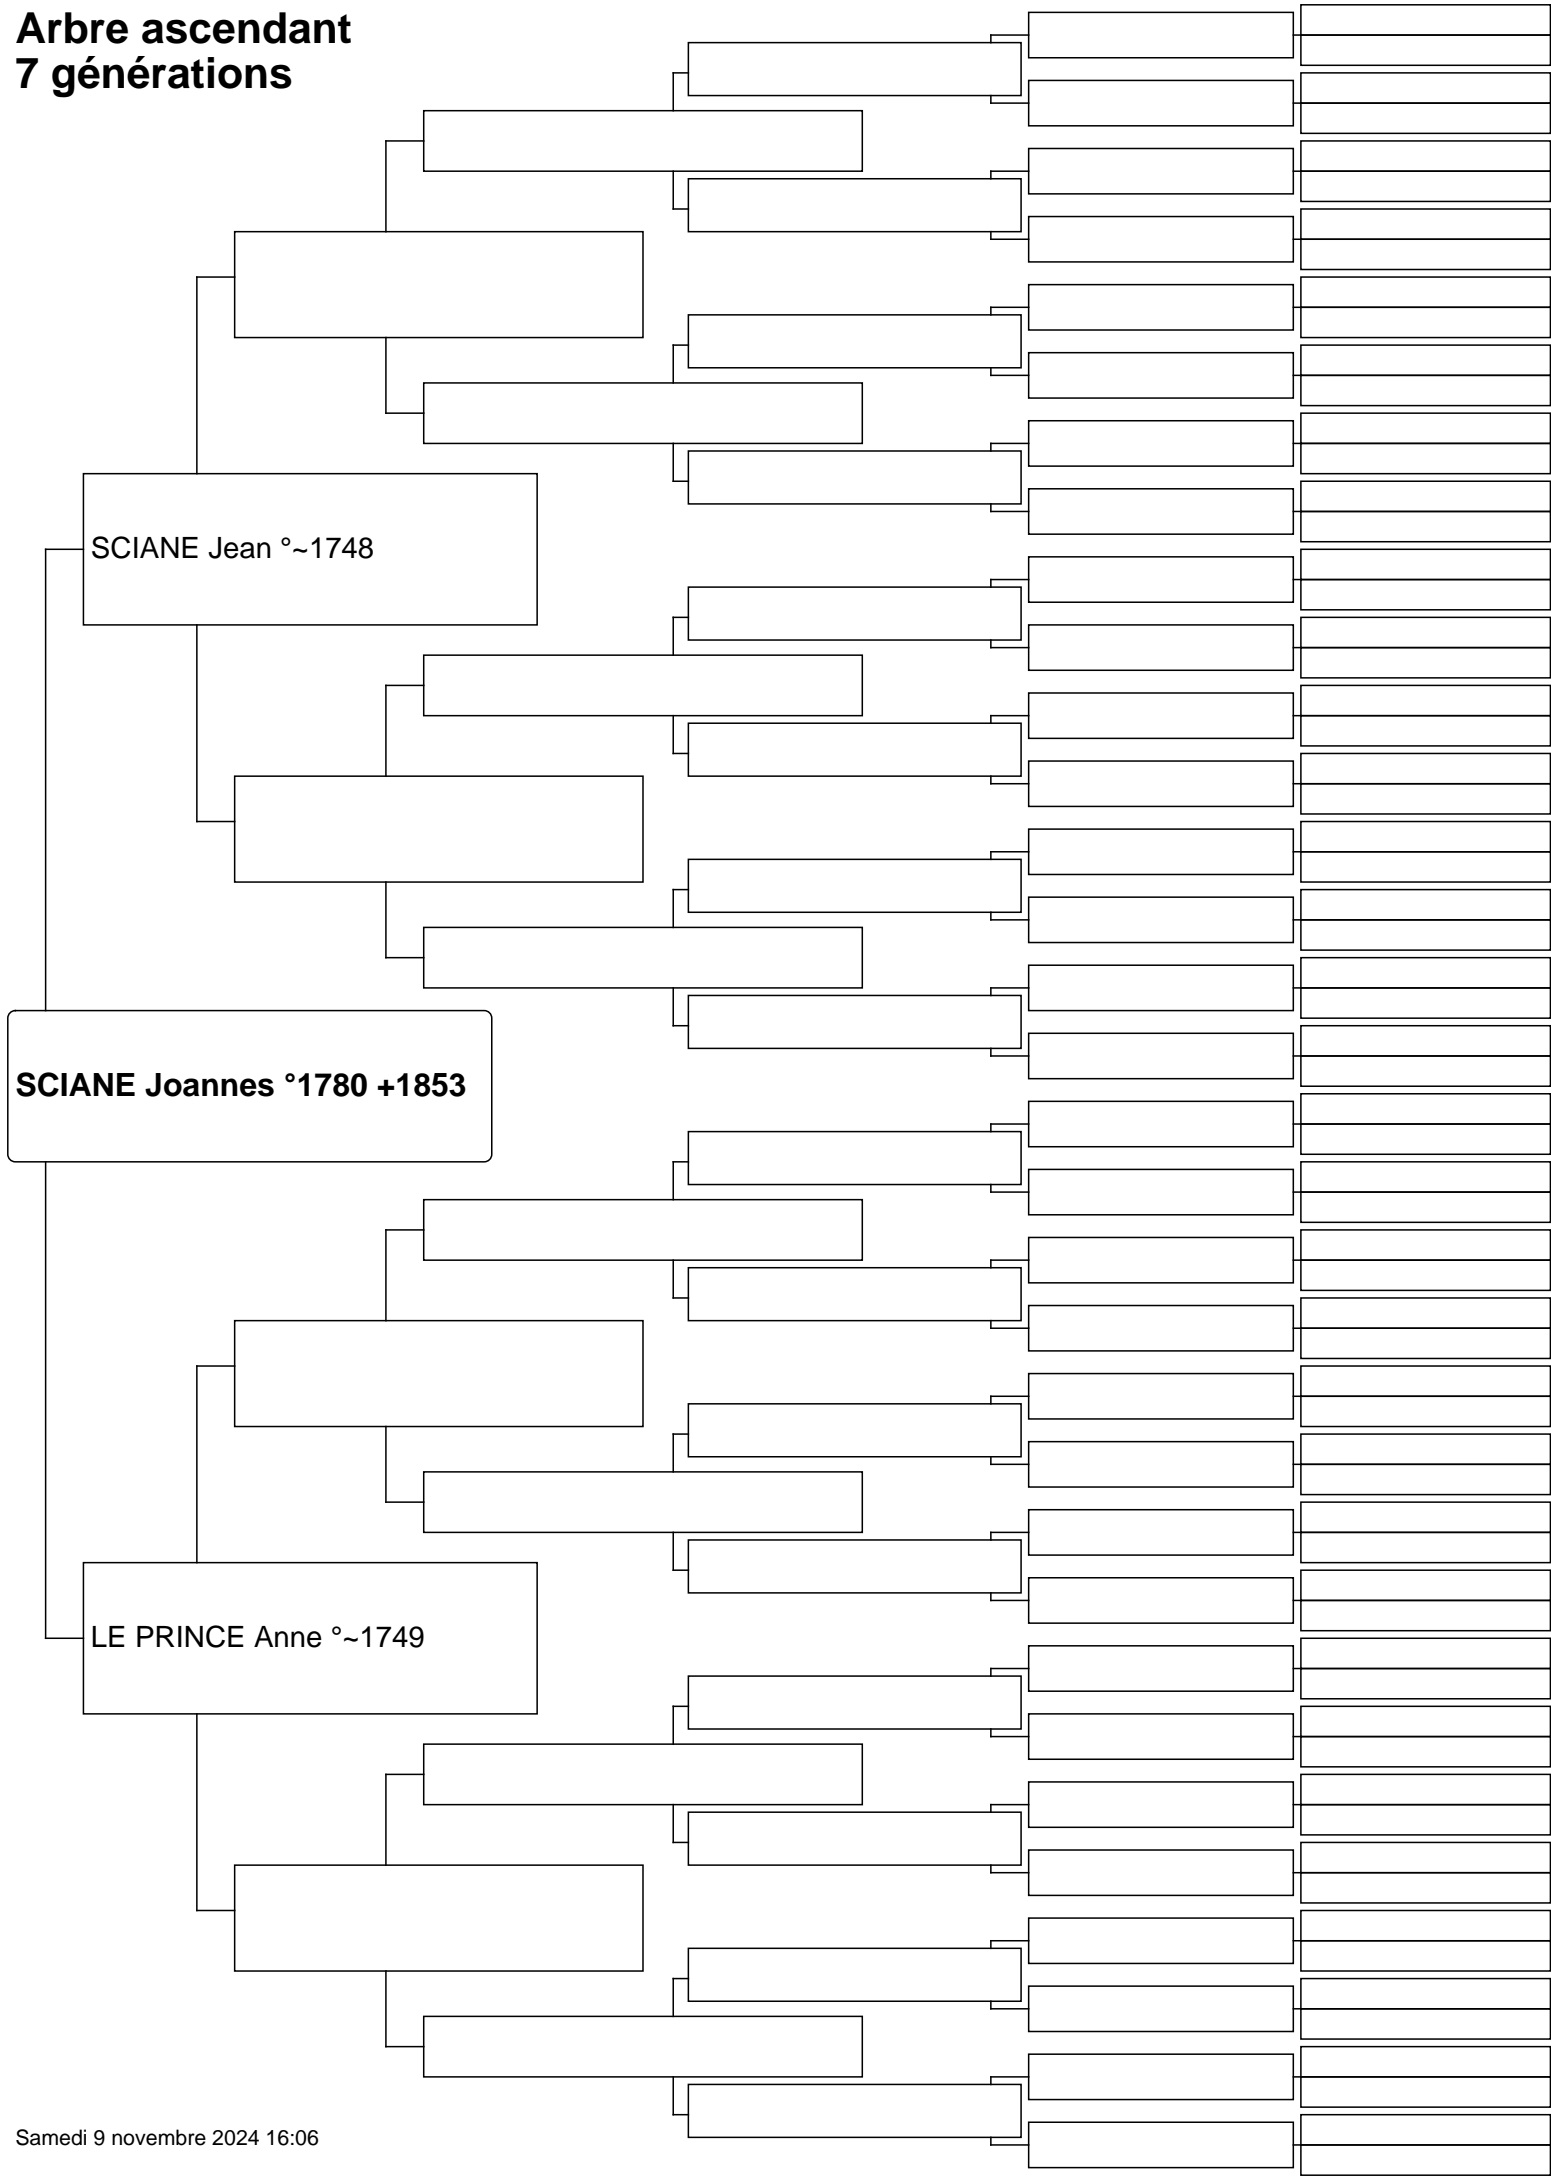 Arbre ascendant
7 générations
SCIANE Jean °~1748
SCIANE Joannes °1780 +1853
LE PRINCE Anne °~1749
Samedi 9 novembre 2024 16:06